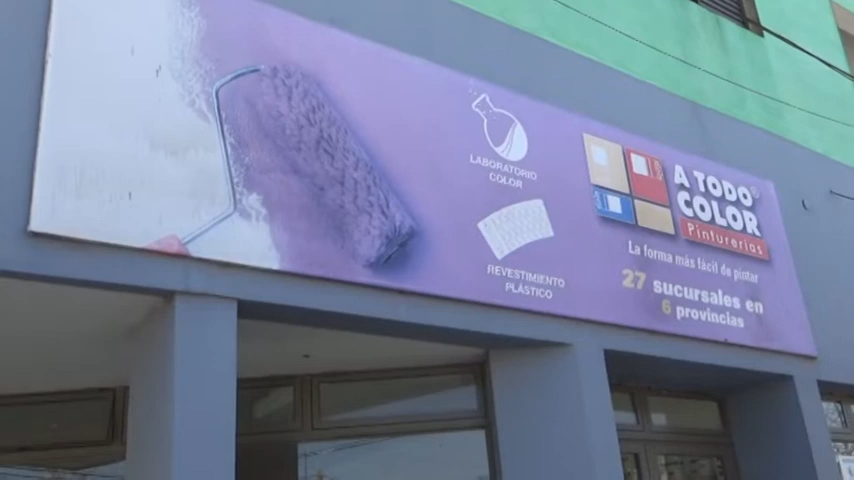 LABORATORIO
COLOR
REVESTIMIENTO
PLÁSTICO
A TODO®
COLOR
Pinturerías
La forma más fácil de pintar
27 sucursales en
6 provincias